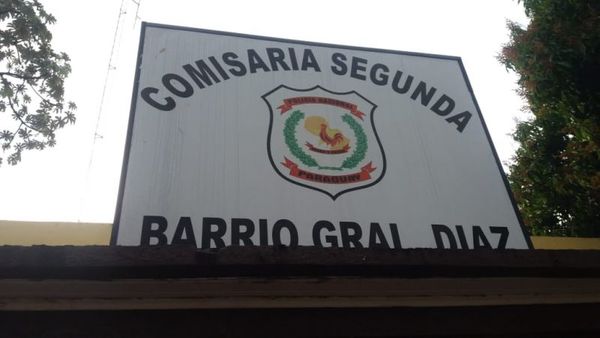 COMISARIA SEGUNDA
POLICIA NACIONAL
PARAGUAY
BARRIO GRAL. DIAZ